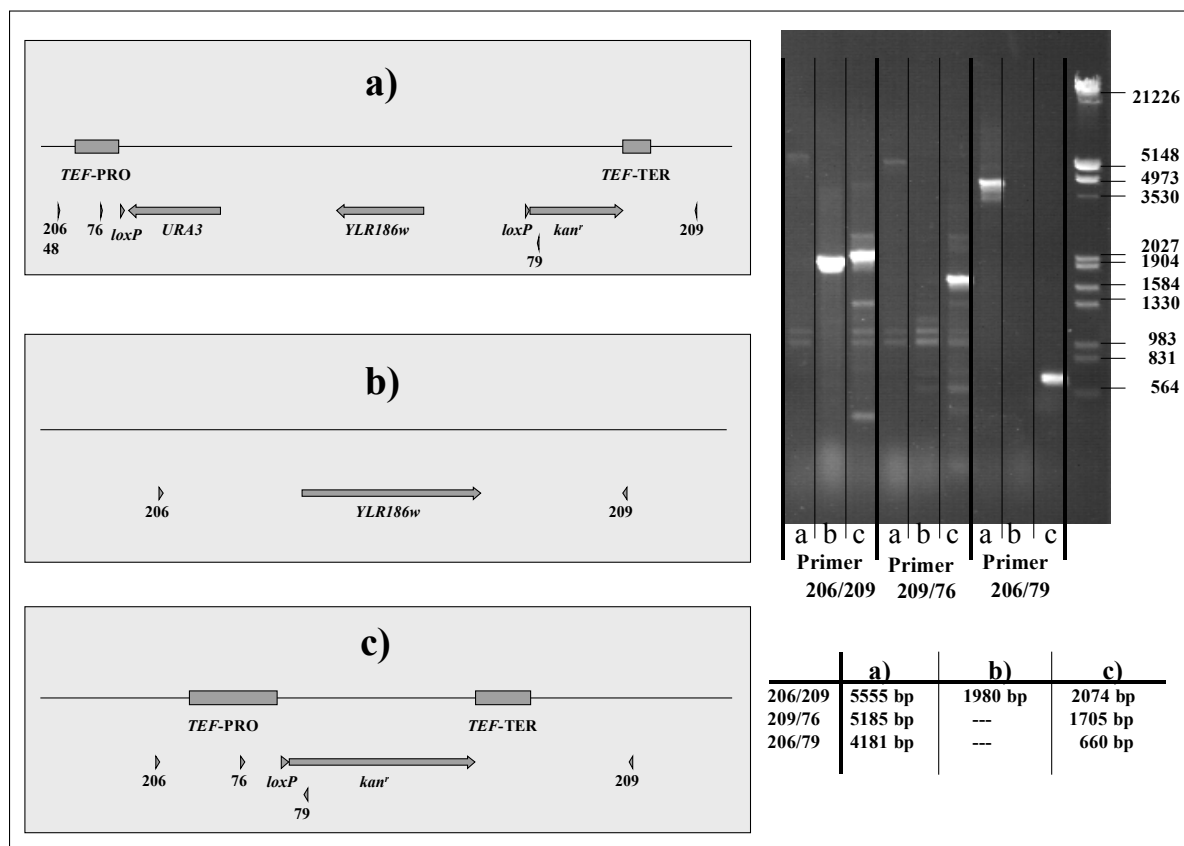 a)
TEF-PRO
TEF-TER
206
48
76
loxP
URA3
YLR186w
loxP
kanʳ
79
209
b)
206
YLR186w
209
c)
TEF-PRO
TEF-TER
206
76
loxP
kanʳ
79
209
21226
5148
4973
3530
2027
1904
1584
1330
983
831
564
a b c a b c a b c
Primer Primer Primer
206/209 209/76 206/79
a) b) c)
206/209 5555 bp 1980 bp 2074 bp
209/76 5185 bp --- 1705 bp
206/79 4181 bp --- 660 bp